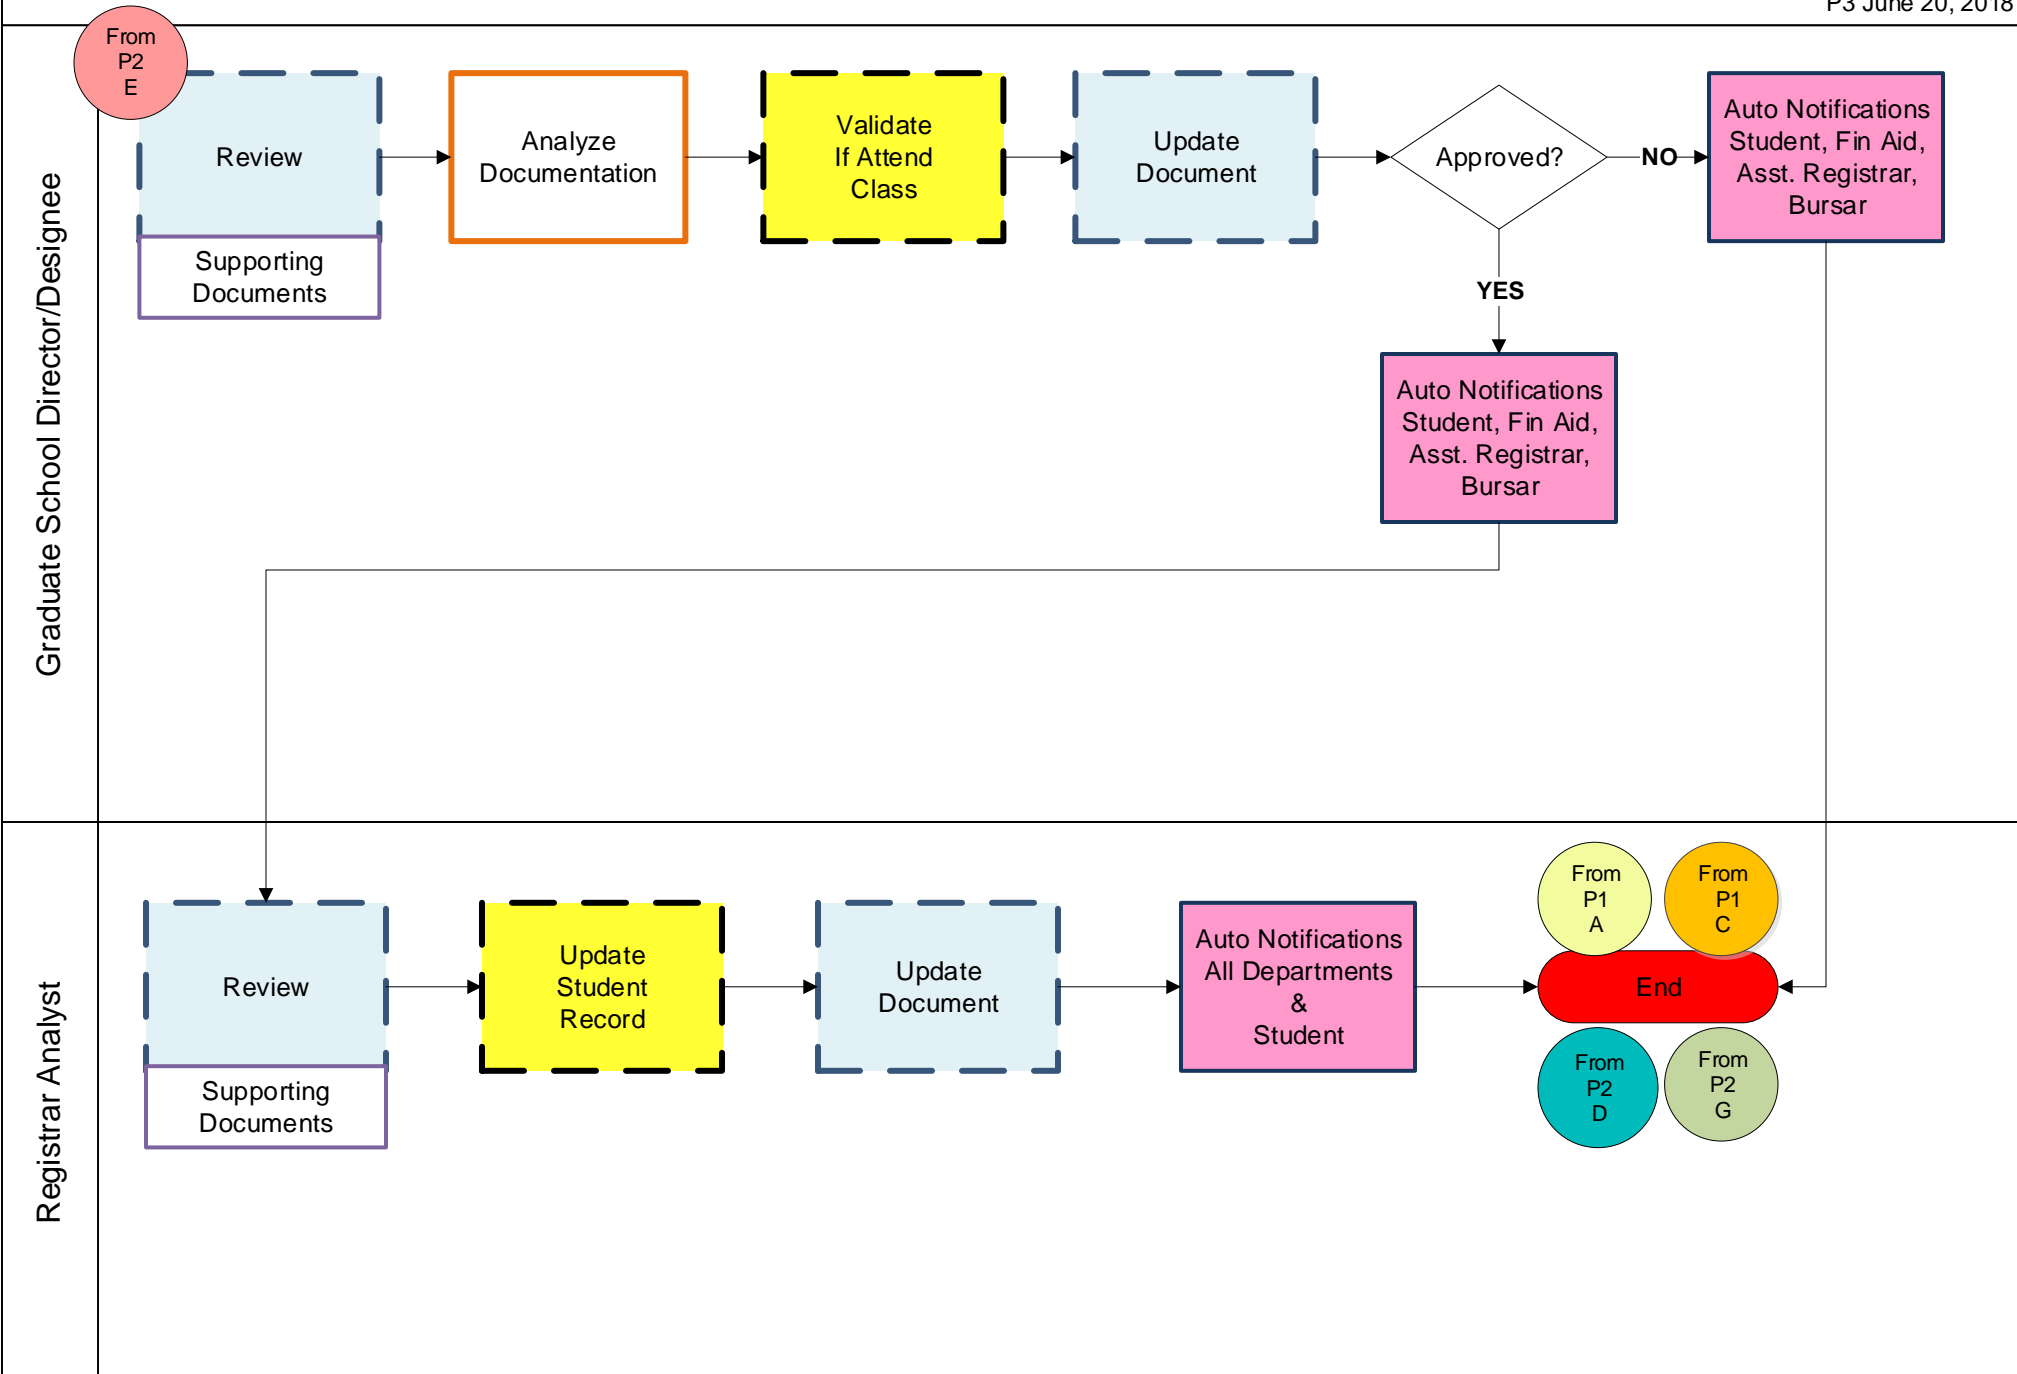 P3 June 20, 2018
From
P2
E
Review
Supporting
Documents
Analyze
Documentation
Validate
If Attend
Class
Update
Document
Approved?
NO
Auto Notifications
Student, Fin Aid,
Asst. Registrar,
Bursar
YES
Auto Notifications
Student, Fin Aid,
Asst. Registrar,
Bursar
Graduate School Director/Designee
Registrar Analyst
Review
Supporting
Documents
Update
Student
Record
Update
Document
Auto Notifications
All Departments
&
Student
From
P1
A
From
P1
C
End
From
P2
D
From
P2
G